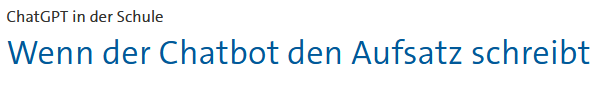 ChatGPT in der Schule
Wenn der Chatbot den Aufsatz schreibt